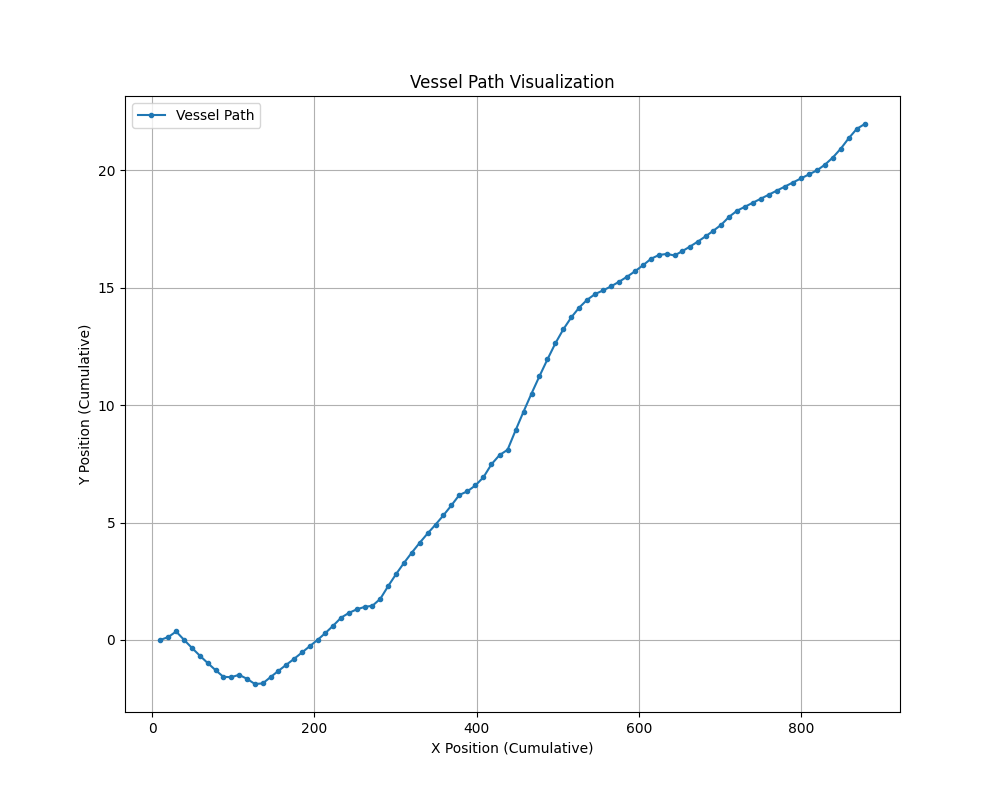 Vessel Path Visualization
Vessel Path
Y Position (Cumulative)
20
15
10
5
0
0 200 400 600 800
X Position (Cumulative)